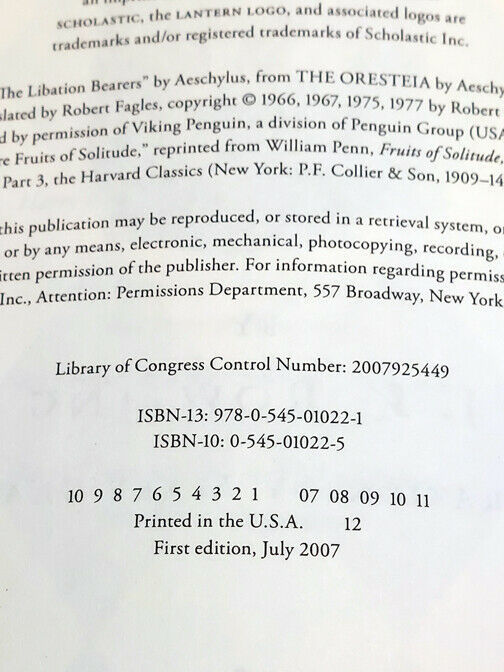 SCHOLASTIC, the LANTERN LOGO, and associated logos are
trademarks and/or registered trademarks of Scholastic Inc.
The Libation Bearers” by Aeschylus, from THE ORESTEIA by Aeschy
slated by Robert Fagles, copyright © 1966, 1967, 1975, 1977 by Robert
d by permission of Viking Penguin, a division of Penguin Group (USA
e Fruits of Solitude,” reprinted from William Penn, Fruits of Solitude,
Part 3, the Harvard Classics (New York: P.F. Collier & Son, 1909–14
this publication may be reproduced, or stored in a retrieval system, o
or by any means, electronic, mechanical, photocopying, recording,
itten permission of the publisher. For information regarding permiss
Inc., Attention: Permissions Department, 557 Broadway, New York
Library of Congress Control Number: 2007925449
ISBN-13: 978-0-545-01022-1
ISBN-10: 0-545-01022-5
10 9 8 7 6 5 4 3 2 1 07 08 09 10 11
Printed in the U.S.A. 12
First edition, July 2007